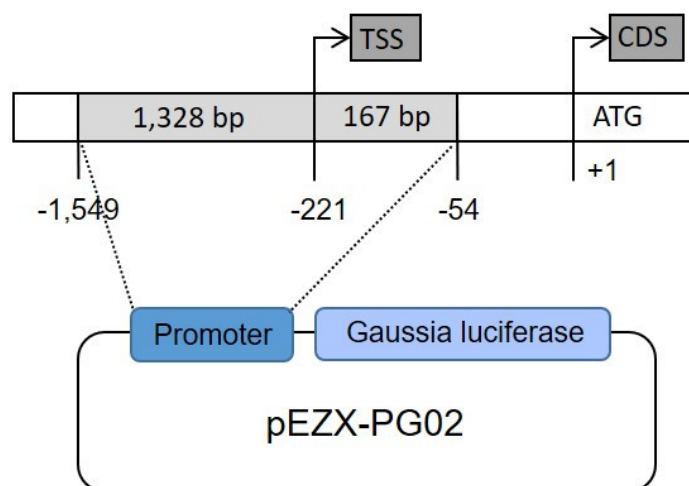 TSS
CDS
1,328 bp
167 bp
ATG
+1
-1,549
-221
-54
Promoter
Gaussia luciferase
pEZX-PG02